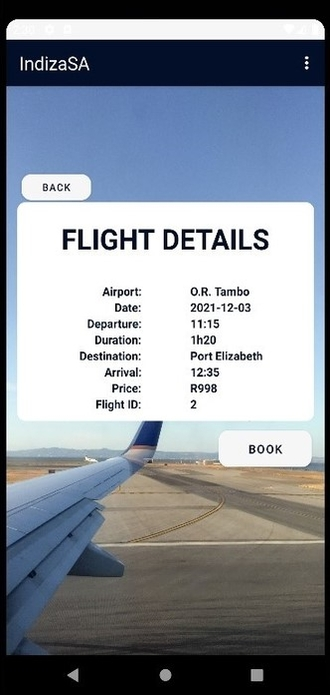 IndizaSA
BACK
FLIGHT DETAILS
Airport: O.R. Tambo
Date: 2021-12-03
Departure: 11:15
Duration: 1h20
Destination: Port Elizabeth
Arrival: 12:35
Price: R998
Flight ID: 2
BOOK